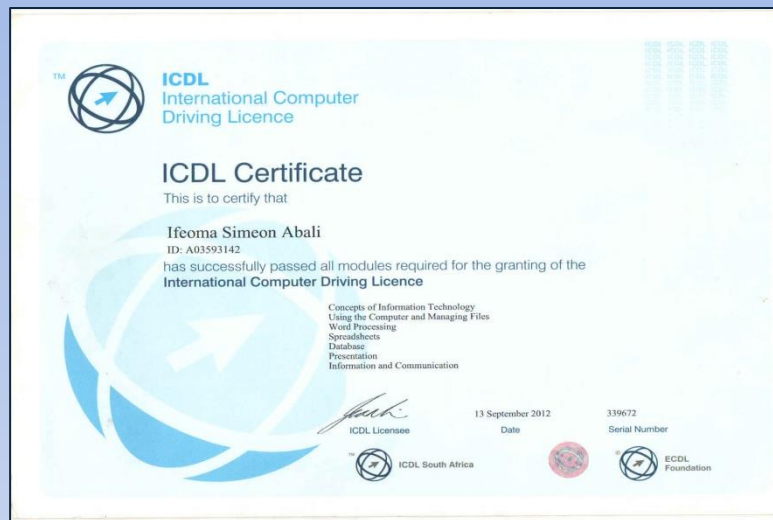 TM
ICDL
International Computer
Driving Licence
ICDL Certificate
This is to certify that
Ifeoma Simeon Abali
ID: A03593142
has successfully passed all modules required for the granting of the
International Computer Driving Licence
Concepts of Information Technology
Using the Computer and Managing Files
Word Processing
Spreadsheets
Database
Presentation
Information and Communication
13 September 2012 339672
ICDL Licensee Date Serial Number
ICDL South Africa
ECDL
Foundation